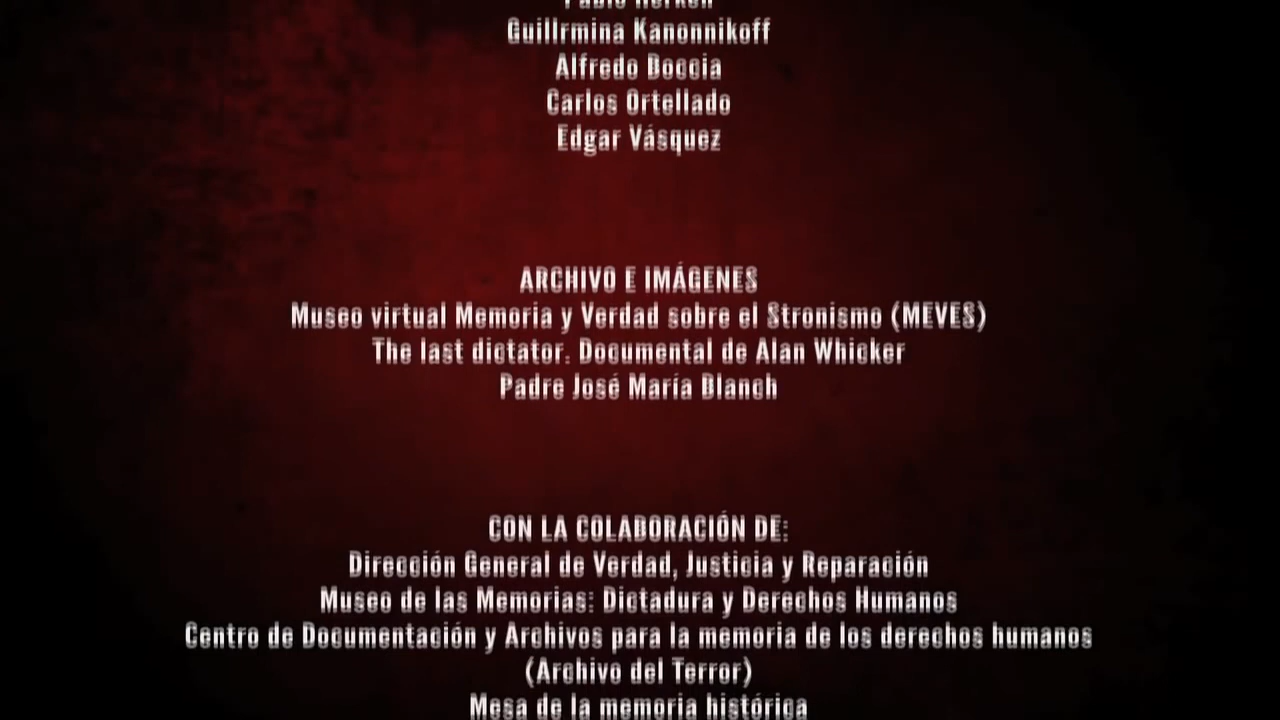 Guillrmina Kanonnikoff
Alfredo Boccia
Carlos Ortellado
Edgar Vásquez
ARCHIVO E IMÁGENES
Museo virtual Memoria y Verdad sobre el Stronismo (MEVES)
The last dictator. Documental de Alan Whicker
Padre José María Blanch
CON LA COLABORACIÓN DE:
Dirección General de Verdad, Justicia y Reparación
Museo de las Memorias: Dictadura y Derechos Humanos
Centro de Documentación y Archivos para la memoria de los derechos humanos
(Archivo del Terror)
Mesa de la memoria histórica